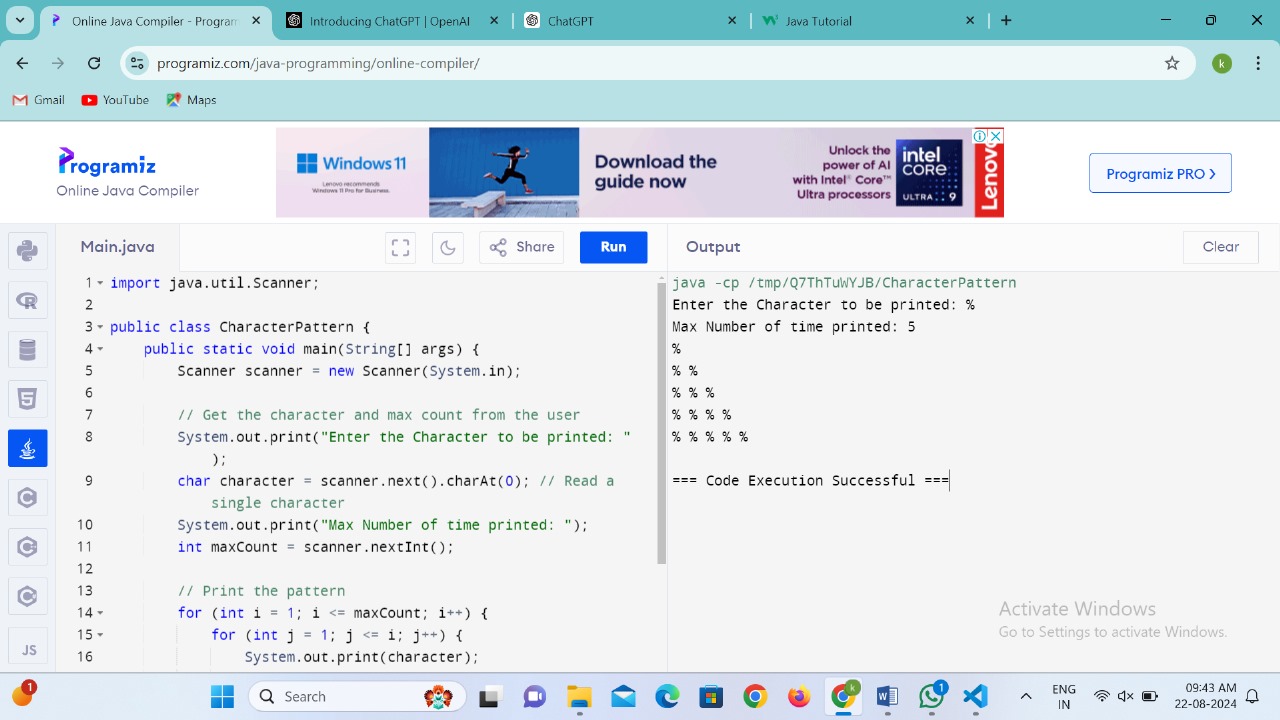 Programiz - Online Java Program
Introducing ChatGPT | OpenAI
ChatGPT
Java Tutorial
programiz.com/java-programming/online-compiler/
k
Gmail
YouTube
Maps
Programiz
Online Java Compiler
Windows 11
Lenovo recommends
Windows 11 Pro for Business.
Download the
guide now
Unlock the
power of AI
with Intel® Core™
Ultra processors
intel
CORE
ULTRA 9
Lenovo
Programiz PRO >
Main.java
Share
Run
Output
Clear
1 import java.util.Scanner;
2
3 public class CharacterPattern {
4 public static void main(String[] args) {
5 Scanner scanner = new Scanner(System.in);
6
7 // Get the character and max count from the user
8 System.out.print("Enter the Character to be printed: "
);
9 char character = scanner.next().charAt(0); // Read a
single character
10 System.out.print("Max Number of time printed: ");
11 int maxCount = scanner.nextInt();
12
13 // Print the pattern
14 for (int i = 1; i <= maxCount; i++) {
15 for (int j = 1; j <= i; j++) {
16 System.out.print(character);
JS
java -cp /tmp/Q7ThTuWYJB/CharacterPattern
Enter the Character to be printed: %
Max Number of time printed: 5
%
% %
% % %
% % % %
% % % % %
=== Code Execution Successful ===
Activate Windows
Go to Settings to activate Windows.
1
Search
k
1
ENG
IN
09:43 AM
22-08-2024